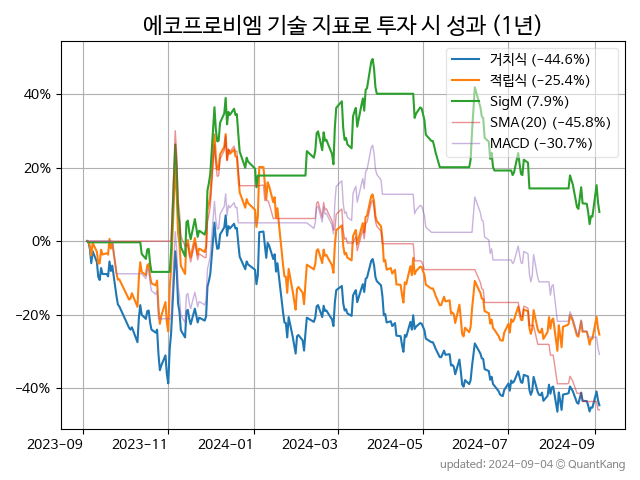 에코프로비엠 기술 지표로 투자 시 성과 (1년)
거치식 (−44.6%)
적립식 (−25.4%)
SigM (7.9%)
SMA(20) (−45.8%)
MACD (−30.7%)
40%
20%
0%
−20%
−40%
2023−09 2023−11 2024−01 2024−03 2024−05 2024−07 2024−09
updated: 2024−09−04 © QuantKang